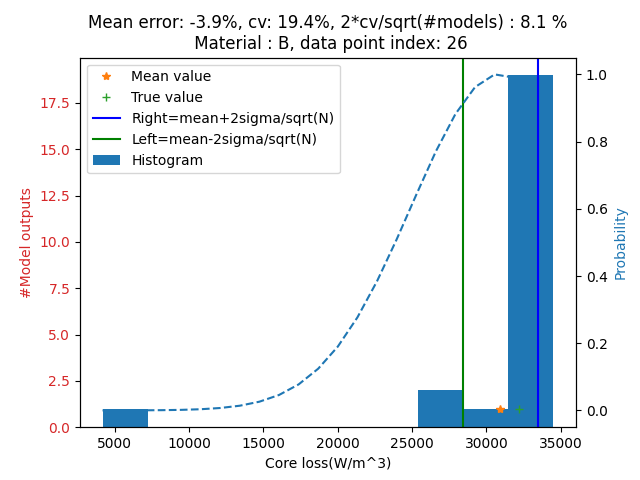 Mean error: -3.9%, cv: 19.4%, 2*cv/sqrt(#models) : 8.1 %
Material : B, data point index: 26
Mean value
True value
Right=mean+2sigma/sqrt(N)
Left=mean-2sigma/sqrt(N)
Histogram
#Model outputs
17.5
15.0
12.5
10.0
7.5
5.0
2.5
0.0
1.0
0.8
0.6
0.4
0.2
0.0
Probability
5000 10000 15000 20000 25000 30000 35000
Core loss(W/m^3)